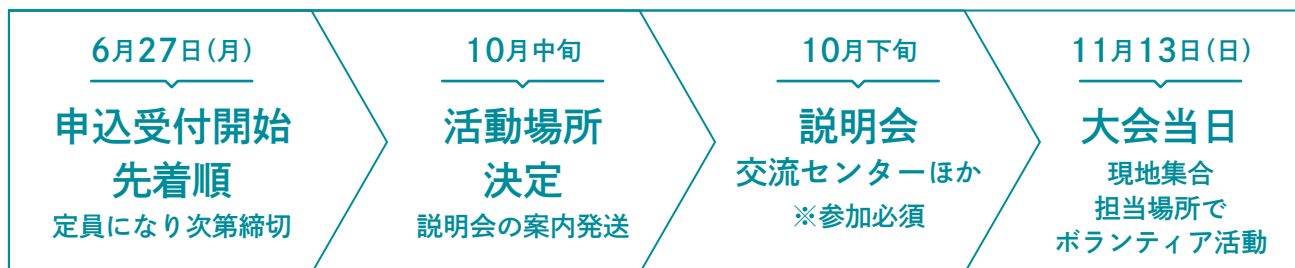 6月27日(月)
申込受付開始
先着順
定員になり次第締切
10月中旬
活動場所
決定
説明会の案内発送
10月下旬
説明会
交流センターほか
※参加必須
11月13日(日)
大会当日
現地集合
担当場所で
ボランティア活動